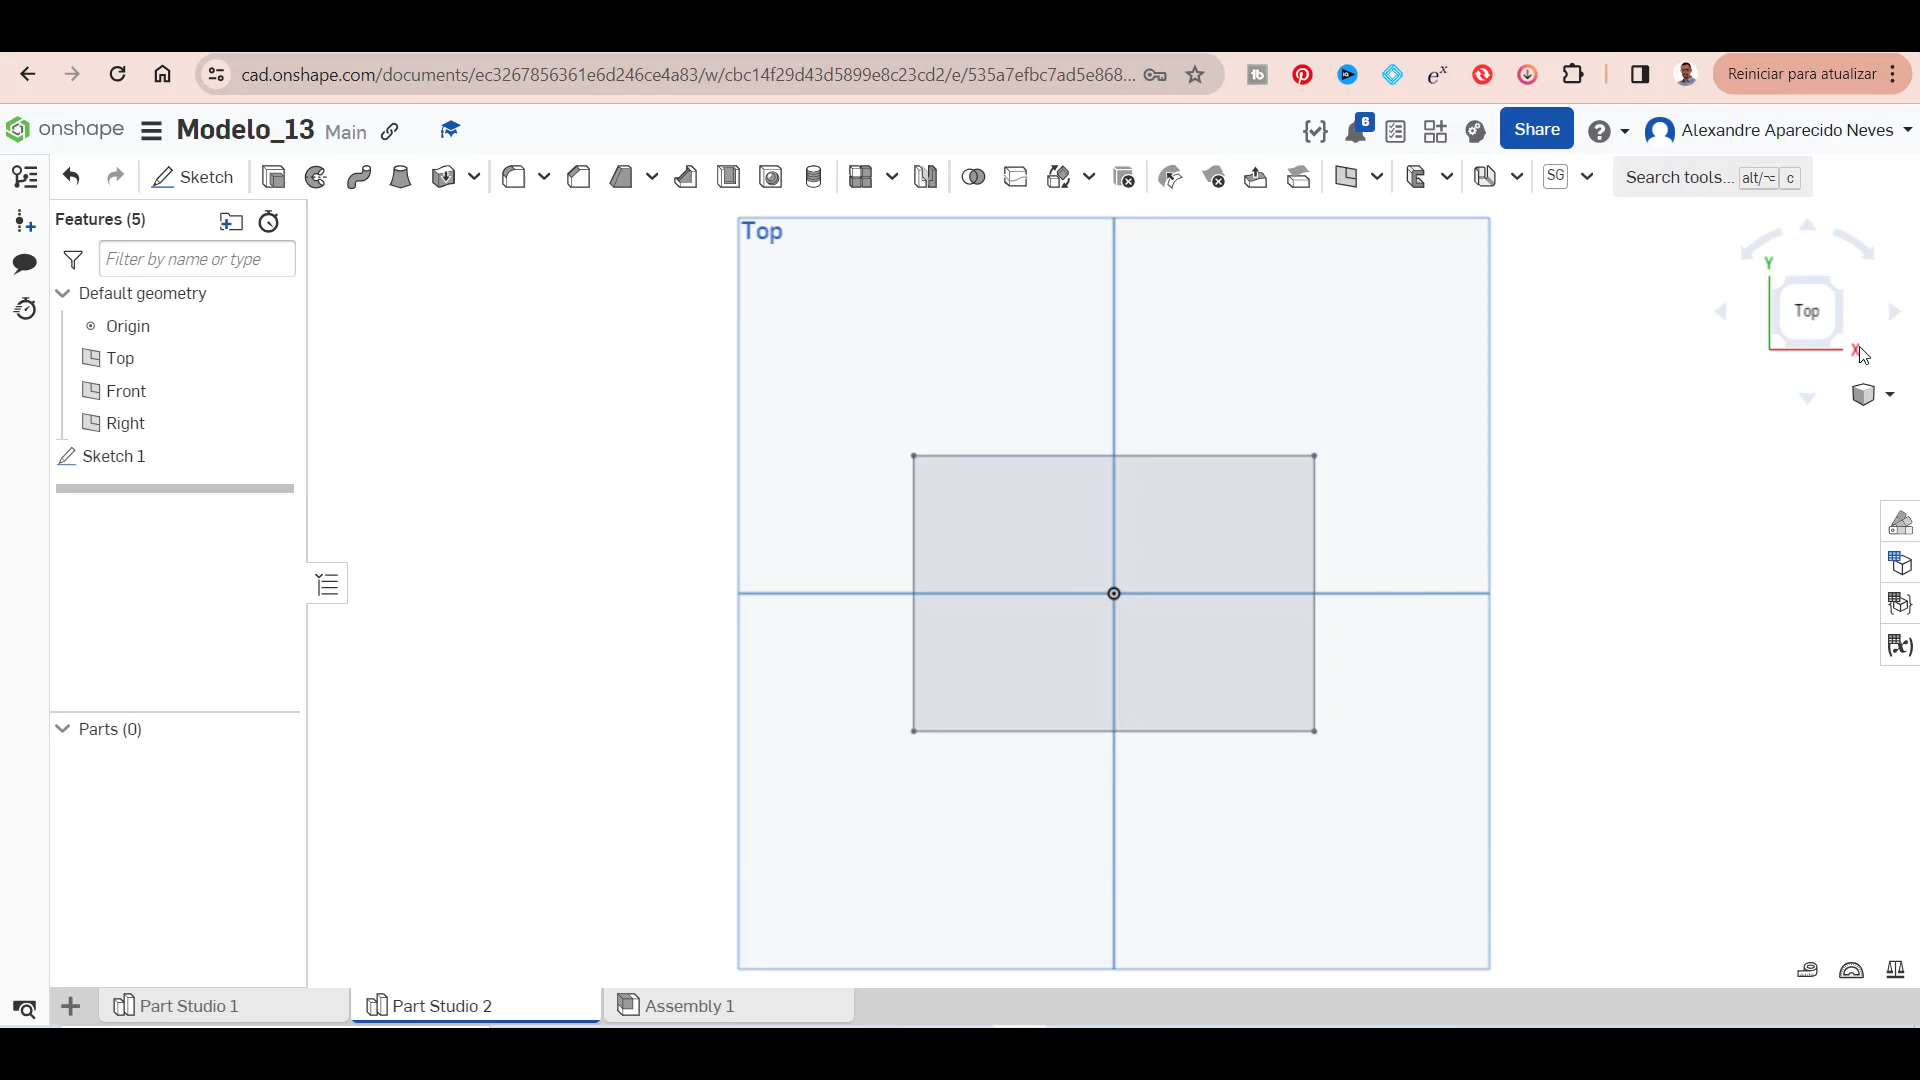 cad.onshape.com/documents/ec3267856361e6d246ce4a83/w/cbc14f29d43d5899e8c23cd2/e/535a7efbc7ad5e868...
Reiniciar para atualizar
onshape Modelo_13 Main
6 Share Alexandre Aparecido Neves
Sketch
SG
Search tools... alt/⌥ c
Features (5)
Filter by name or type
Default geometry
Origin
Top
Front
Right
Sketch 1
Parts (0)
Top
Y
Top
X
Part Studio 1
Part Studio 2
Assembly 1